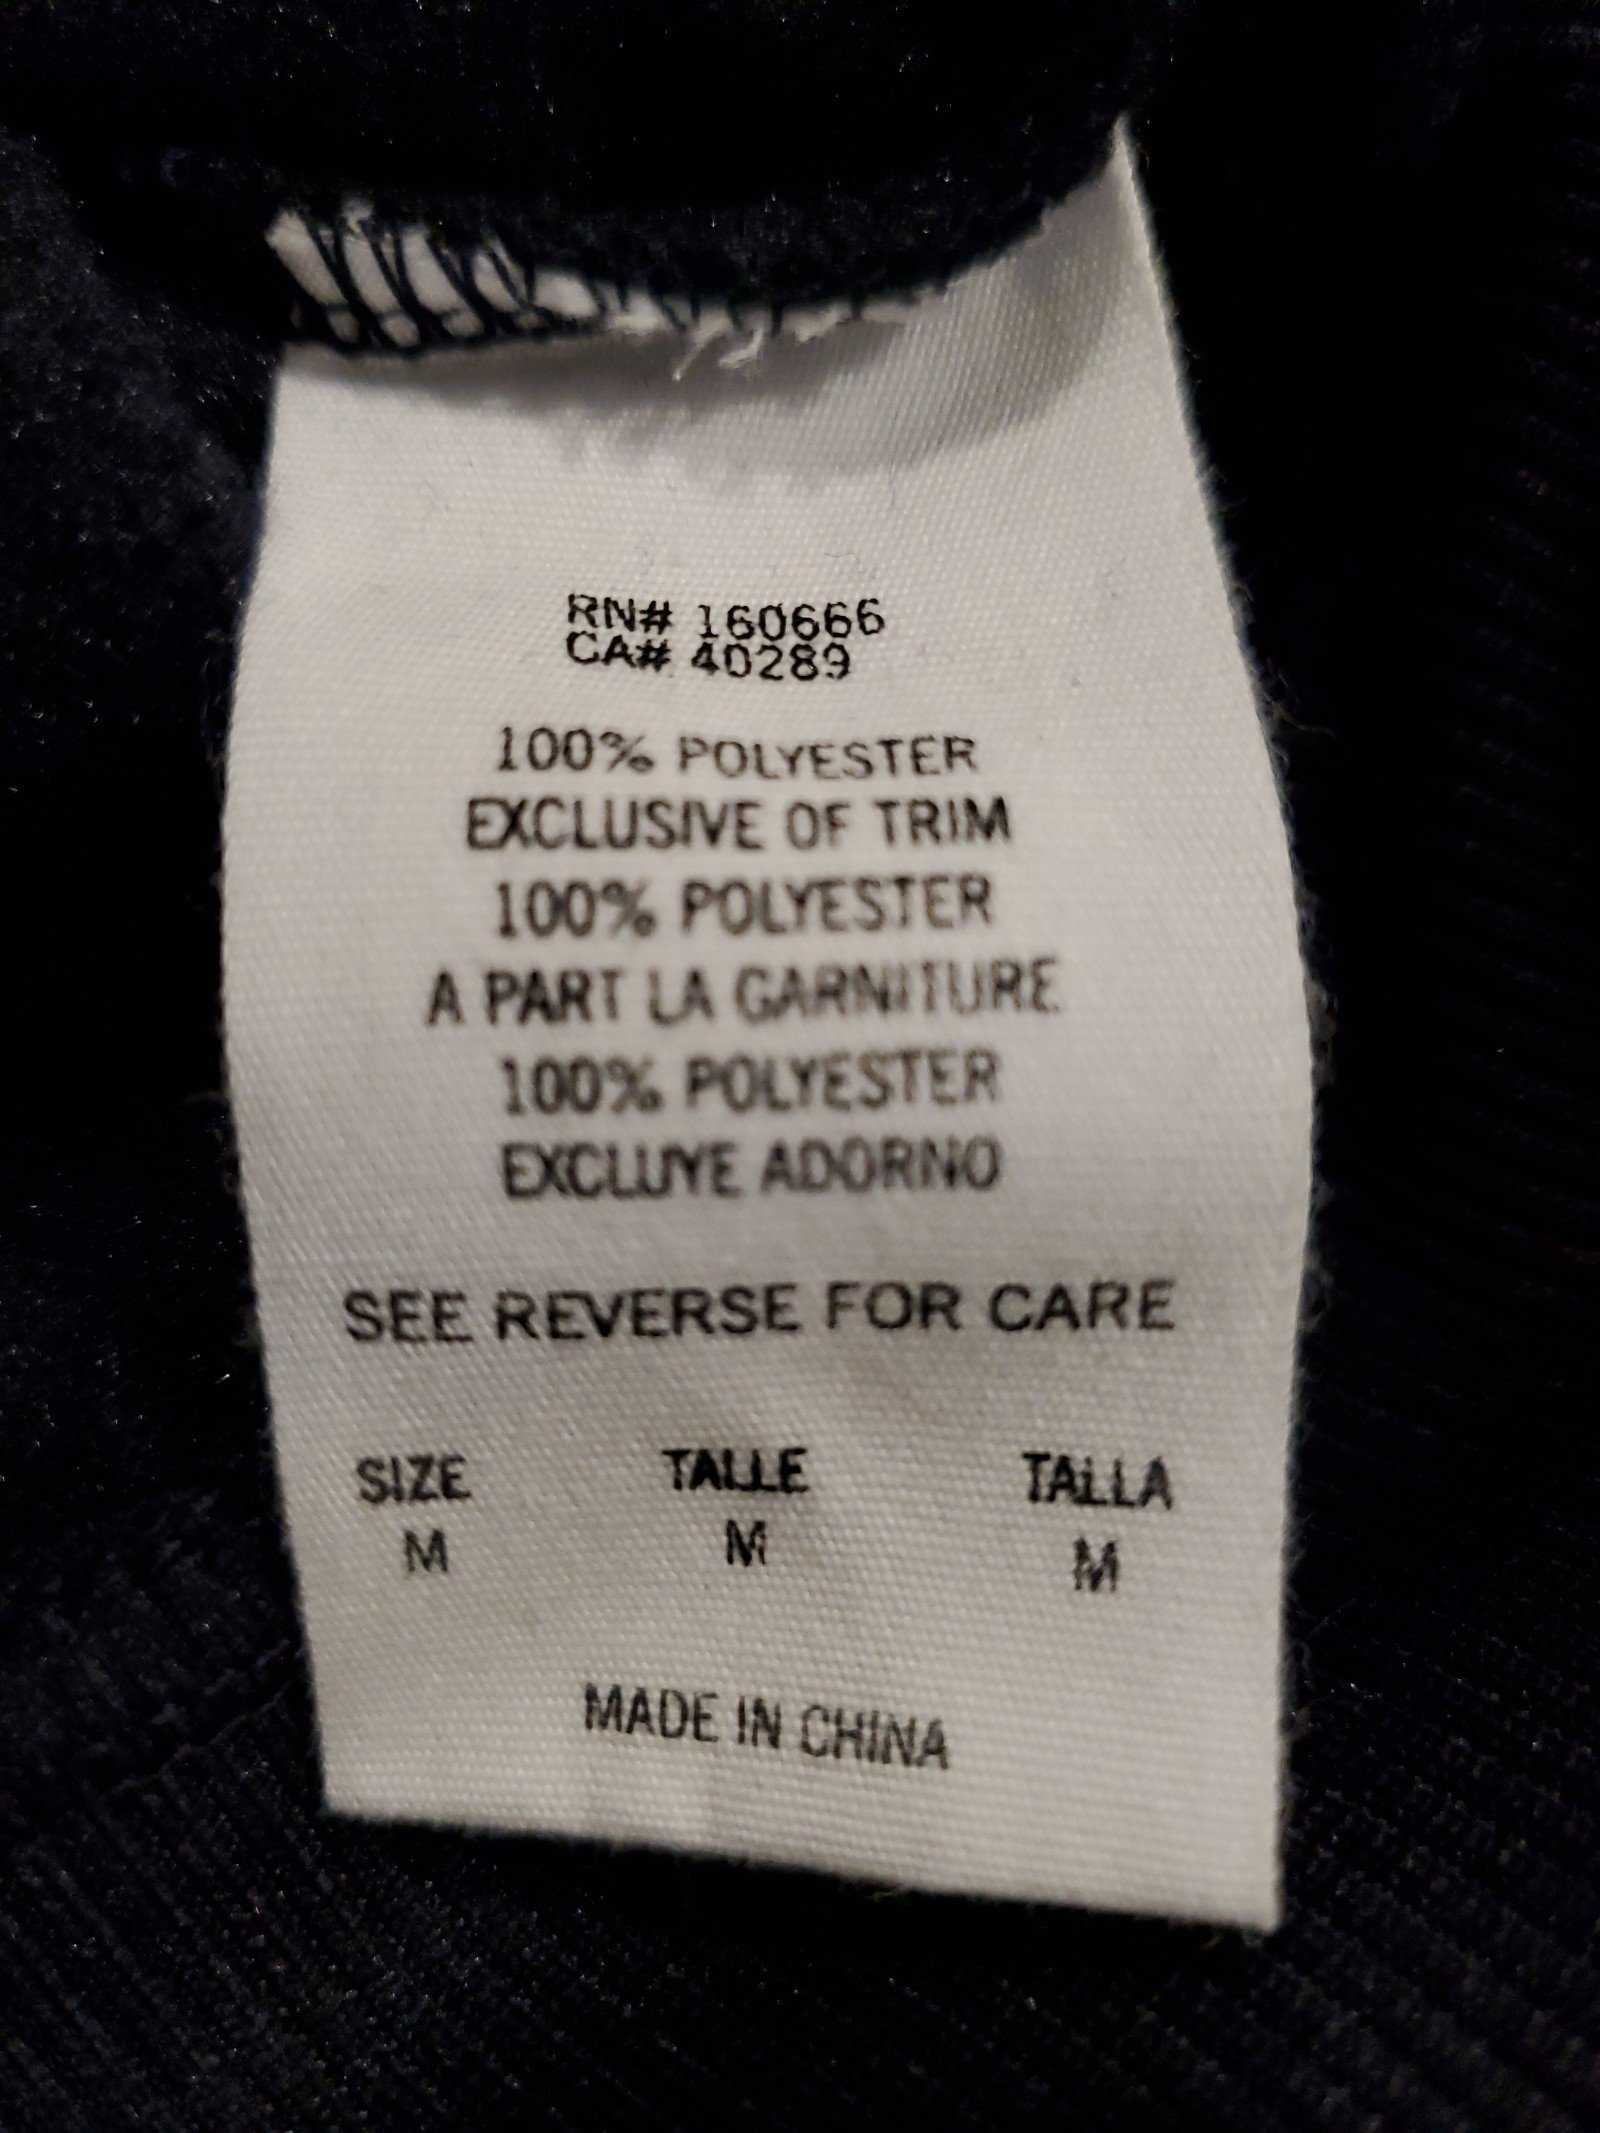 RN# 160666
CA# 40289
100% POLYESTER
EXCLUSIVE OF TRIM
100% POLYESTER
A PART LA GARNITURE
100% POLYESTER
EXCLUYE ADORNO
SEE REVERSE FOR CARE
SIZE TAILLE TALLA
M M M
MADE IN CHINA